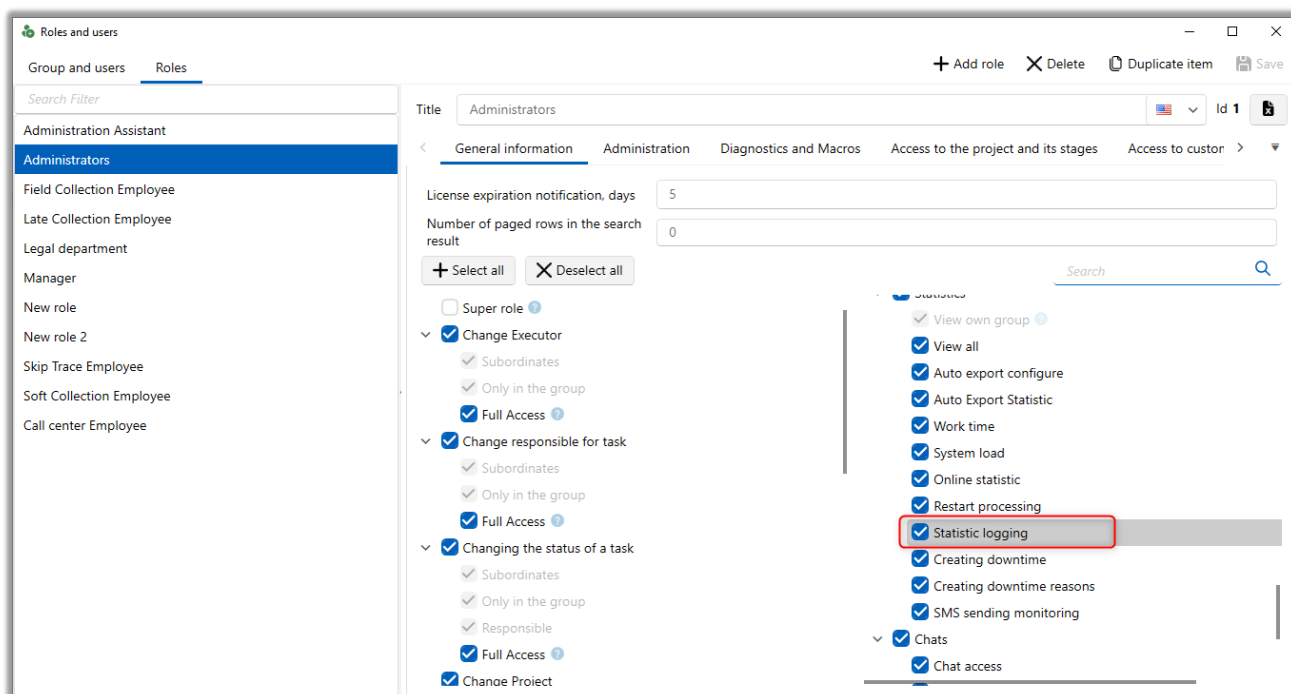 Roles and users
Group and users
Roles
Add role
Delete
Duplicate item
Save
Search Filter
Administration Assistant
Administrators
Field Collection Employee
Late Collection Employee
Legal department
Manager
New role
New role 2
Skip Trace Employee
Soft Collection Employee
Call center Employee
Title
Administrators
Id 1
General information
Administration
Diagnostics and Macros
Access to the project and its stages
Access to custor
License expiration notification, days
5
Number of paged rows in the search
result
0
Select all
Deselect all
Search
Super role
Change Executor
Subordinates
Only in the group
Full Access
Change responsible for task
Subordinates
Only in the group
Full Access
Changing the status of a task
Subordinates
Only in the group
Responsible
Full Access
Change Project
Statistics
View own group
View all
Auto export configure
Auto Export Statistic
Work time
System load
Online statistic
Restart processing
Statistic logging
Creating downtime
Creating downtime reasons
SMS sending monitoring
Chats
Chat access